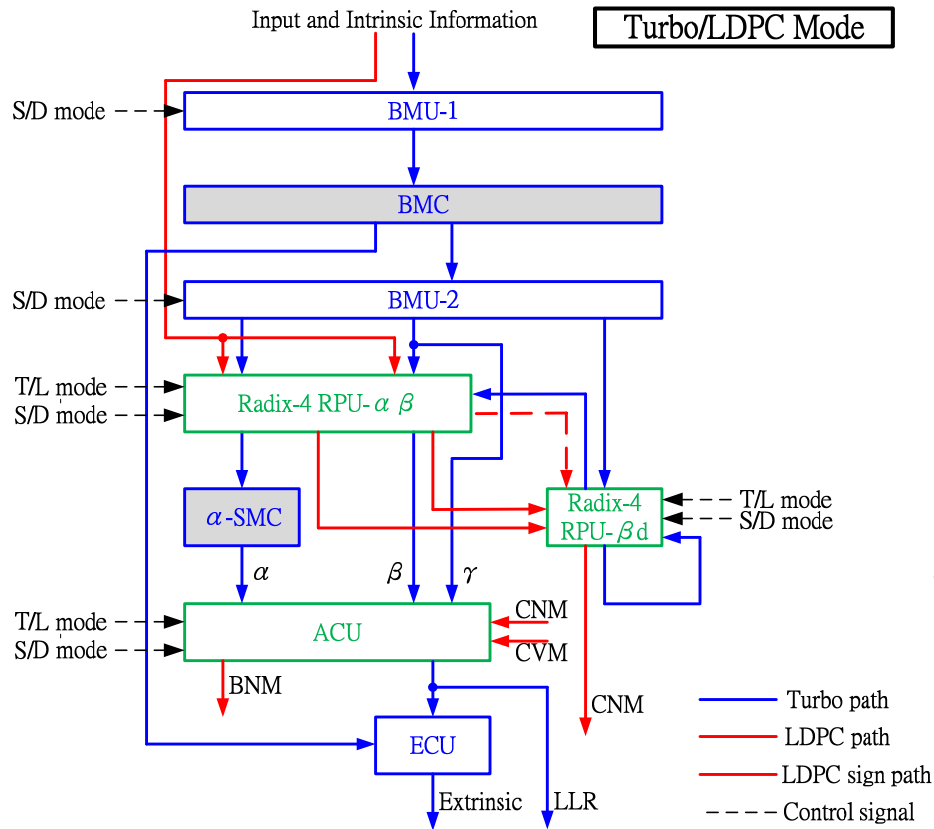 Input and Intrinsic Information
Turbo/LDPC Mode
S/D mode
BMU-1
BMC
S/D mode
BMU-2
T/L mode
S/D mode
Radix-4 RPU-α β
α-SMC
Radix-4
RPU-βd
T/L mode
S/D mode
α
β
γ
T/L mode
S/D mode
ACU
CNM
CVM
BNM
CNM
ECU
Extrinsic
LLR
Turbo path
LDPC path
LDPC sign path
Control signal